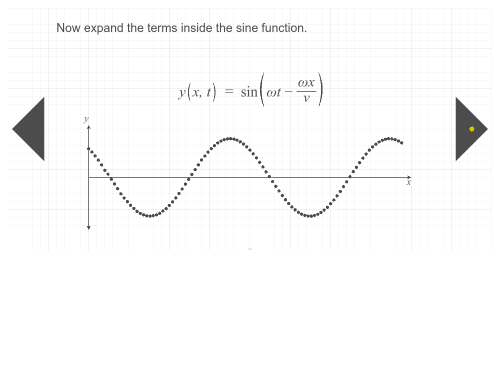 Now expand the terms inside the sine function.
y(x, t) = sin(ωt − ωx/v)
y
x